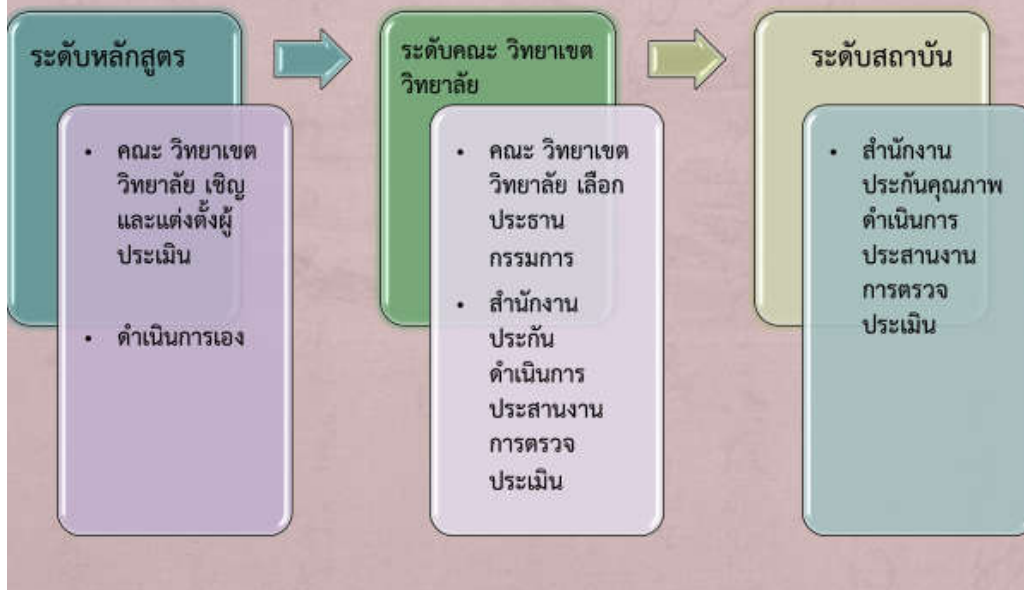 ระดับหลักสูตร
• คณะ วิทยาเขต
วิทยาลัย เชิญ
และแต่งตั้งผู้
ประเมิน
• ดำเนินการเอง
ระดับคณะ วิทยาเขต
วิทยาลัย
• คณะ วิทยาเขต
วิทยาลัย เลือก
ประธาน
กรรมการ
• สำนักงาน
ประกัน
ดำเนินการ
ประสานงาน
การตรวจ
ประเมิน
ระดับสถาบัน
• สำนักงาน
ประกันคุณภาพ
ดำเนินการ
ประสานงาน
การตรวจ
ประเมิน